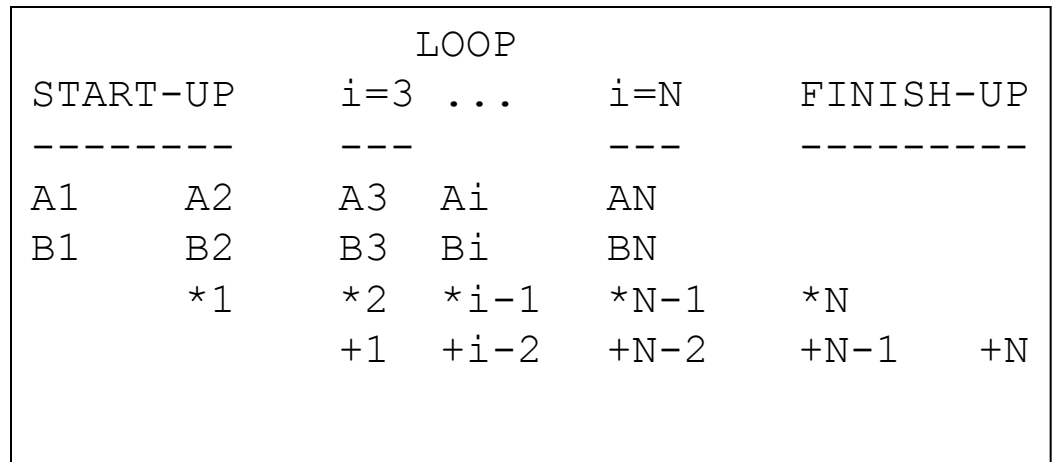 LOOP
START-UP i=3 ... i=N FINISH-UP
-------- --- --- ---------
A1 A2 A3 Ai AN
B1 B2 B3 Bi BN
*1 *2 *i-1 *N-1 *N
+1 +i-2 +N-2 +N-1 +N